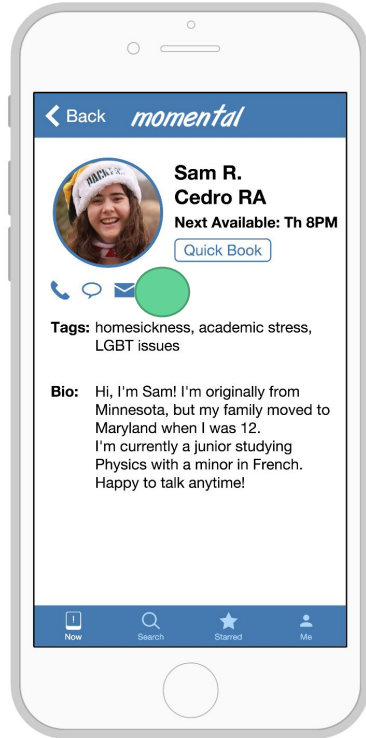 Back momental
PACKERS
Sam R.
Cedro RA
Next Available: Th 8PM
Quick Book
Tags: homesickness, academic stress,
LGBT issues
Bio: Hi, I'm Sam! I'm originally from
Minnesota, but my family moved to
Maryland when I was 12.
I'm currently a junior studying
Physics with a minor in French.
Happy to talk anytime!
Now Search Starred Me